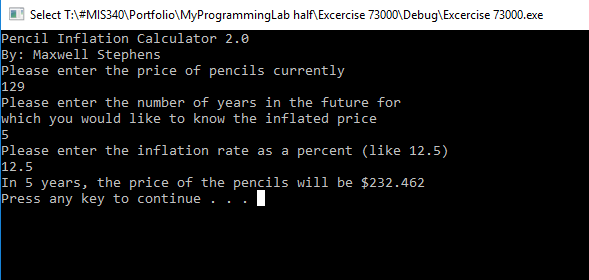 Select T:\#MIS340\Portfolio\MyProgrammingLab half\Excercise 73000\Debug\Excercise 73000.exe
Pencil Inflation Calculator 2.0
By: Maxwell Stephens
Please enter the price of pencils currently
129
Please enter the number of years in the future for
which you would like to know the inflated price
5
Please enter the inflation rate as a percent (like 12.5)
12.5
In 5 years, the price of the pencils will be $232.462
Press any key to continue . . .